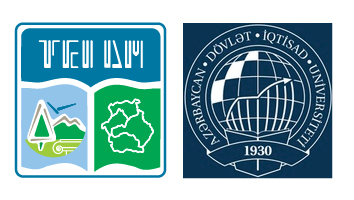 ΤΕΙ ΔΜ
AZƏRBAYCAN • DÖVLƏT • İQTİSAD • UNİVERSİTETİ
1930